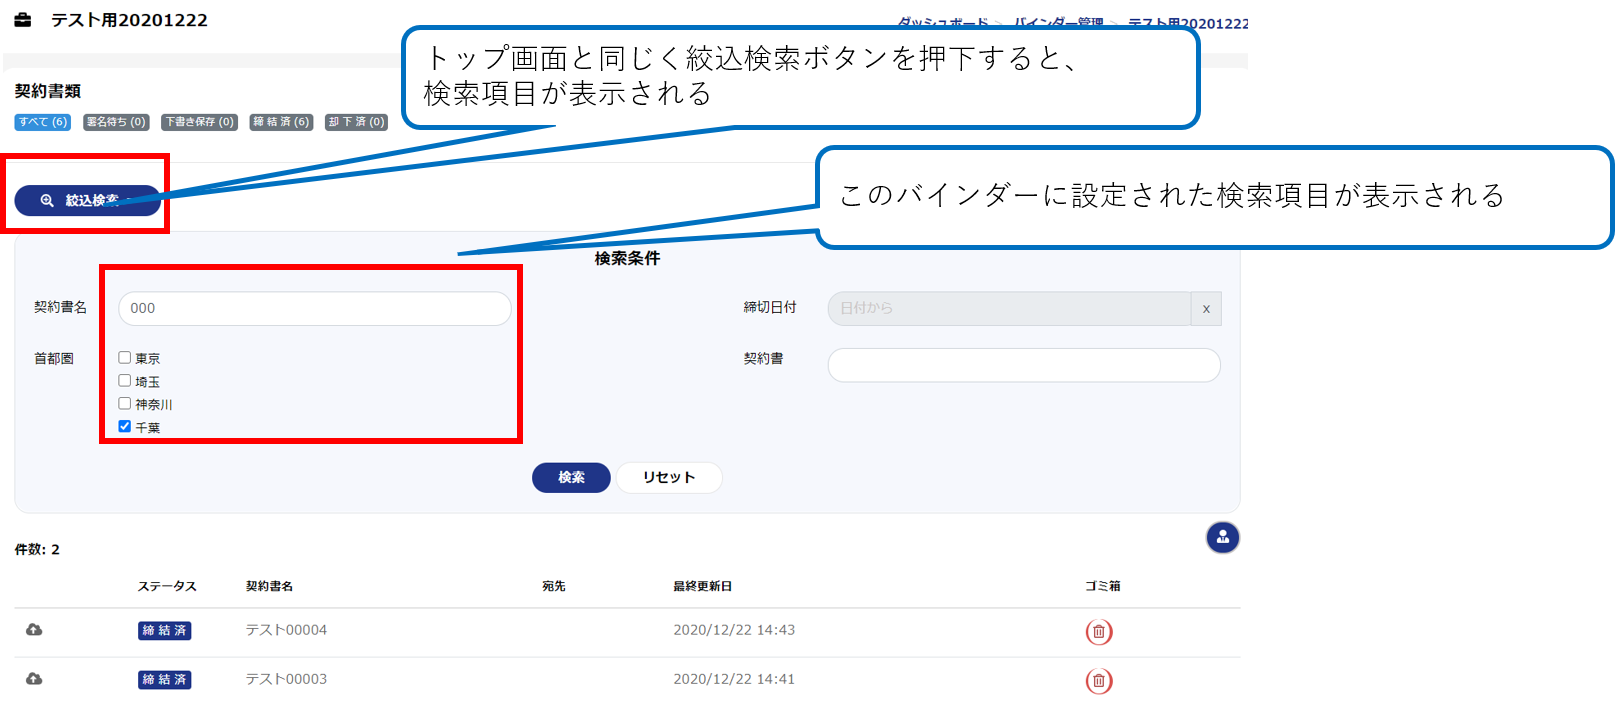 テスト用20201222
ダッシュボード > バインダー管理 > テスト用20201222
トップ画面と同じく絞込検索ボタンを押下すると、
検索項目が表示される
契約書類
すべて (6) 署名待ち (0) 下書き保存 (0) 締 結 済 (6) 却 下 済 (0)
このバインダーに設定された検索項目が表示される
絞込検索
検索条件
契約書名 000 締切日付 日付から x
首都圏 東京 契約書
埼玉
神奈川
千葉
検索 リセット
件数: 2
ステータス 契約書名 宛先 最終更新日 ゴミ箱
締 結 済 テスト00004 2020/12/22 14:43
締 結 済 テスト00003 2020/12/22 14:41